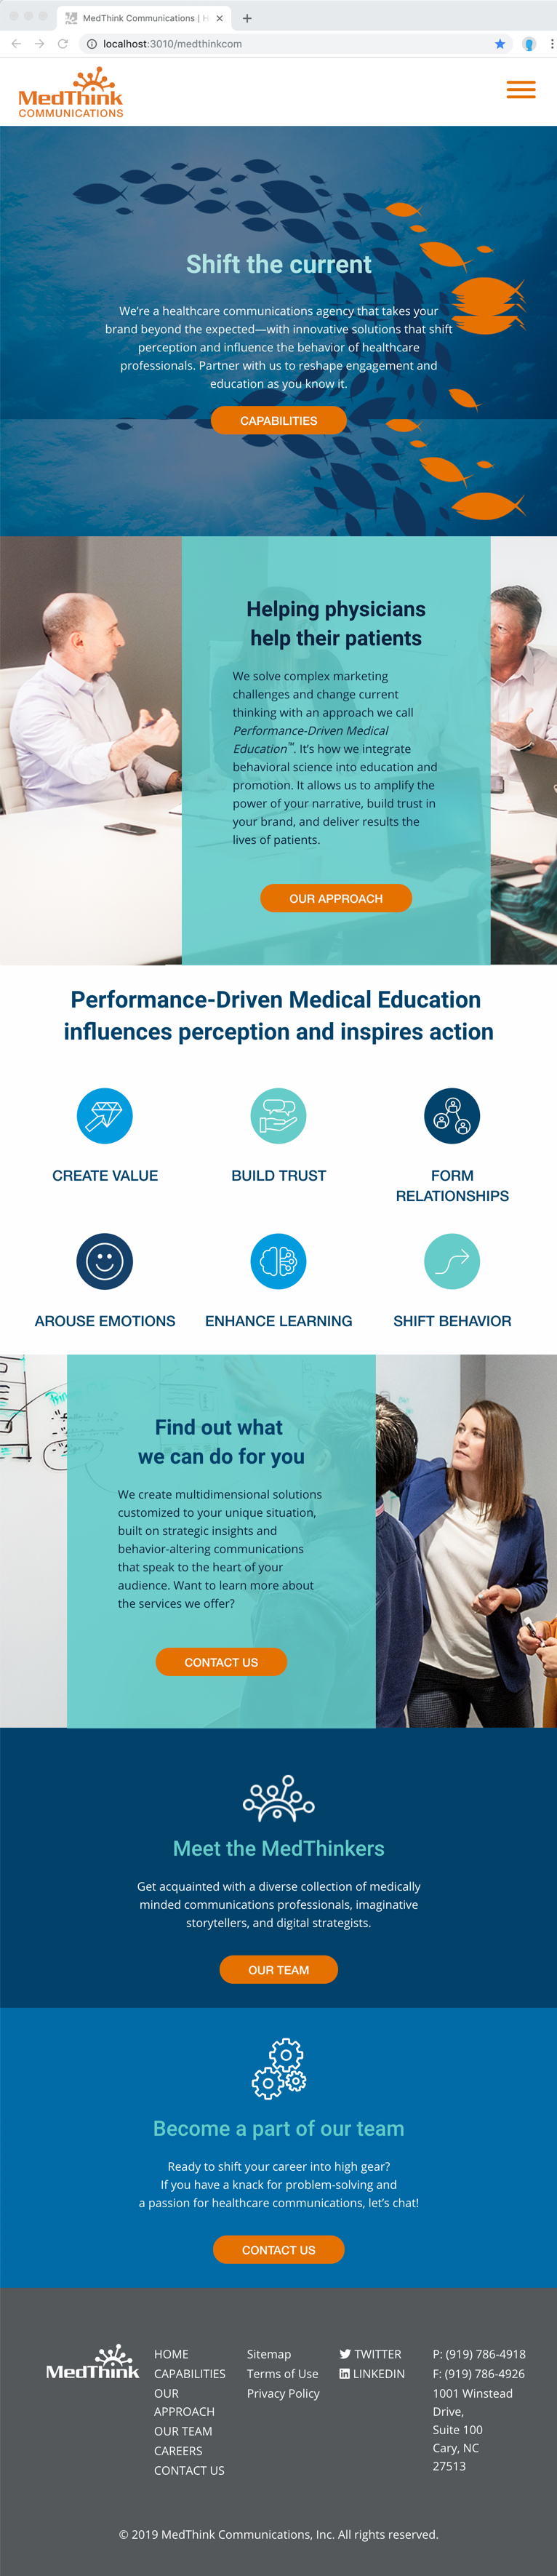 MedThink Communications | H
localhost:3010/medthinkcom
MedThink
COMMUNICATIONS
Shift the current
We’re a healthcare communications agency that takes your
brand beyond the expected—with innovative solutions that shift
perception and influence the behavior of healthcare
professionals. Partner with us to reshape engagement and
education as you know it.
CAPABILITIES
Helping physicians
help their patients
We solve complex marketing
challenges and change current
thinking with an approach we call
Performance-Driven Medical
Education™. It’s how we integrate
behavioral science into education and
promotion. It allows us to amplify the
power of your narrative, build trust in
your brand, and deliver results the
lives of patients.
OUR APPROACH
Performance-Driven Medical Education
influences perception and inspires action
CREATE VALUE
BUILD TRUST
FORM
RELATIONSHIPS
AROUSE EMOTIONS
ENHANCE LEARNING
SHIFT BEHAVIOR
Find out what
we can do for you
We create multidimensional solutions
customized to your unique situation,
built on strategic insights and
behavior-altering communications
that speak to the heart of your
audience. Want to learn more about
the services we offer?
CONTACT US
Meet the MedThinkers
Get acquainted with a diverse collection of medically
minded communications professionals, imaginative
storytellers, and digital strategists.
OUR TEAM
Become a part of our team
Ready to shift your career into high gear?
If you have a knack for problem-solving and
a passion for healthcare communications, let’s chat!
CONTACT US
MedThink
HOME
CAPABILITIES
OUR
APPROACH
OUR TEAM
CAREERS
CONTACT US
Sitemap
Terms of Use
Privacy Policy
TWITTER
LINKEDIN
P: (919) 786-4918
F: (919) 786-4926
1001 Winstead
Drive,
Suite 100
Cary, NC
27513
© 2019 MedThink Communications, Inc. All rights reserved.